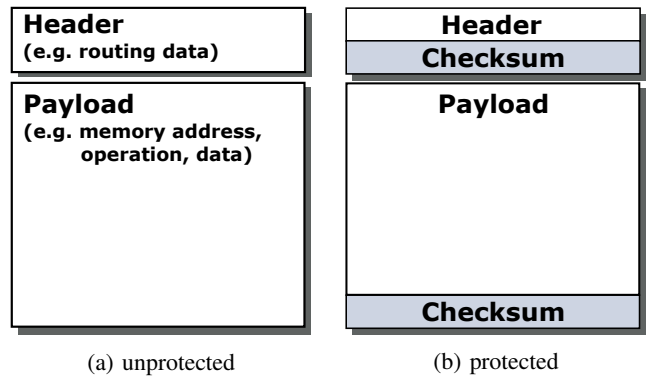 Header
(e.g. routing data)
Payload
(e.g. memory address,
operation, data)
(a) unprotected
Header
Checksum
Payload
Checksum
(b) protected